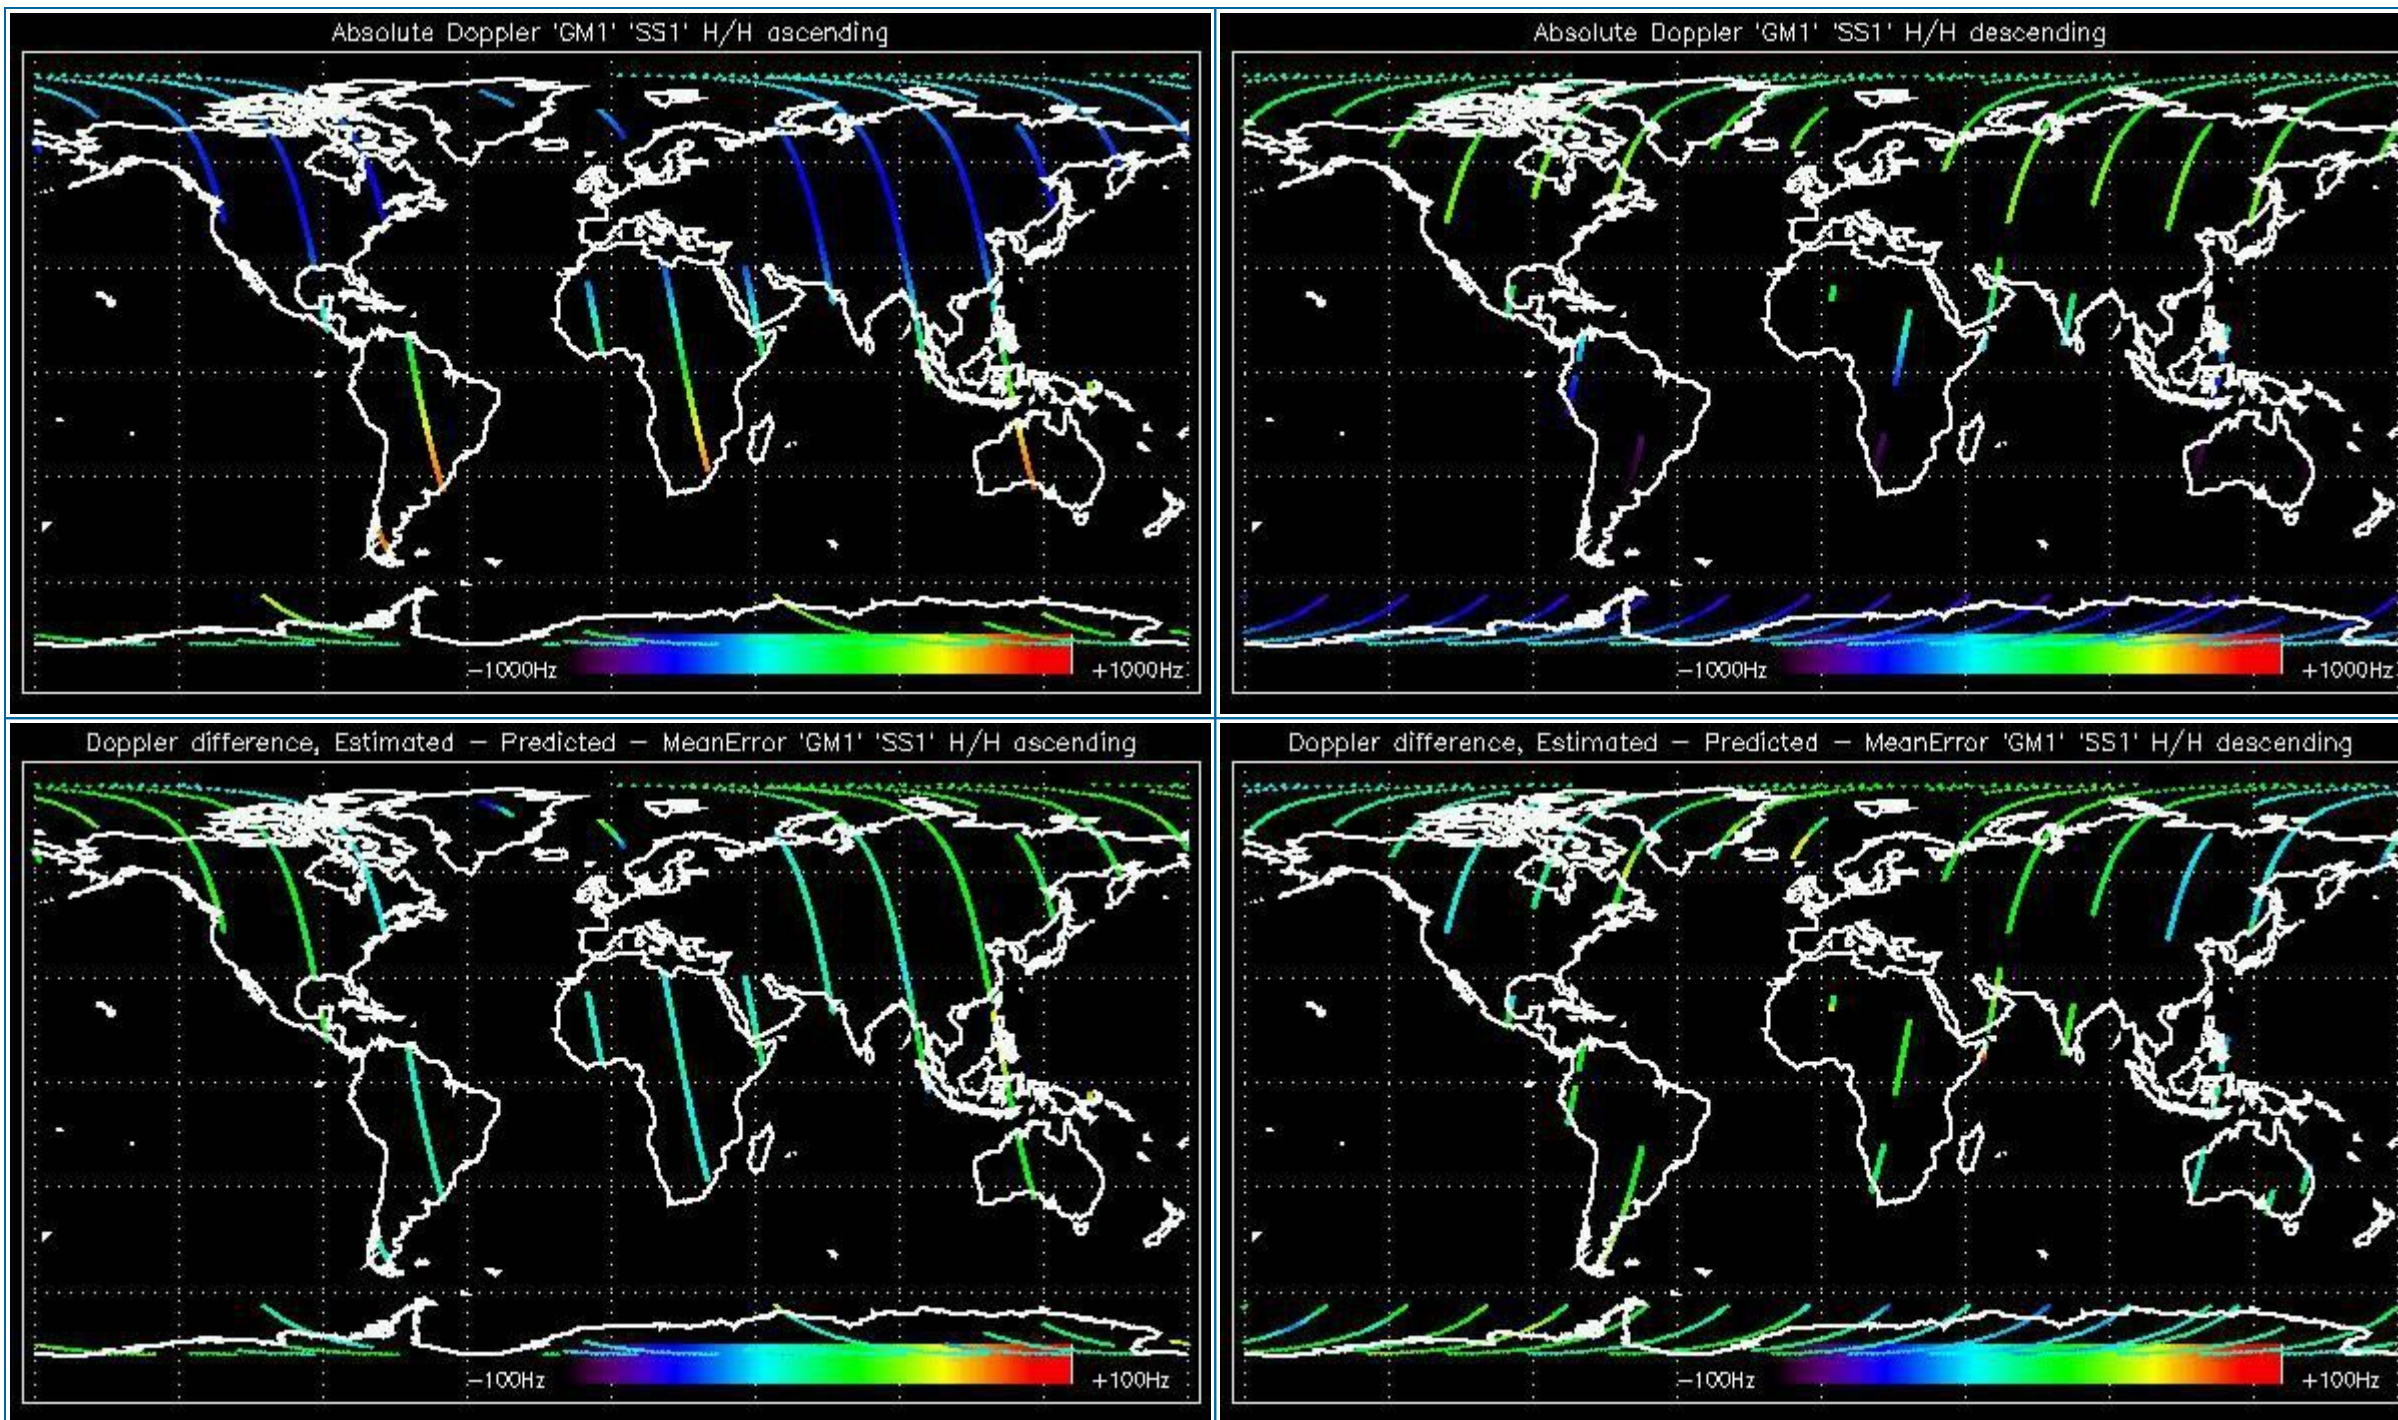 Absolute Doppler 'GM1' 'SS1' H/H ascending
-1000Hz +1000Hz
Absolute Doppler 'GM1' 'SS1' H/H descending
-1000Hz +1000Hz
Doppler difference, Estimated - Predicted - MeanError 'GM1' 'SS1' H/H ascending
-100Hz +100Hz
Doppler difference, Estimated - Predicted - MeanError 'GM1' 'SS1' H/H descending
-100Hz +100Hz